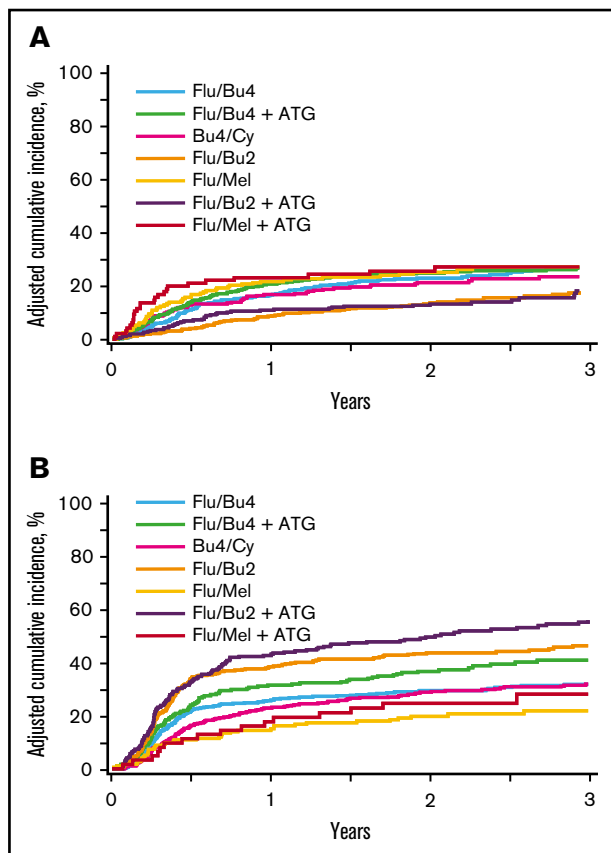 A
Adjusted cumulative incidence, %
100
80
60
40
20
0
Flu/Bu4
Flu/Bu4 + ATG
Bu4/Cy
Flu/Bu2
Flu/Mel
Flu/Bu2 + ATG
Flu/Mel + ATG
0 1 2 3
Years
B
Adjusted cumulative incidence, %
100
80
60
40
20
0
Flu/Bu4
Flu/Bu4 + ATG
Bu4/Cy
Flu/Bu2
Flu/Mel
Flu/Bu2 + ATG
Flu/Mel + ATG
0 1 2 3
Years